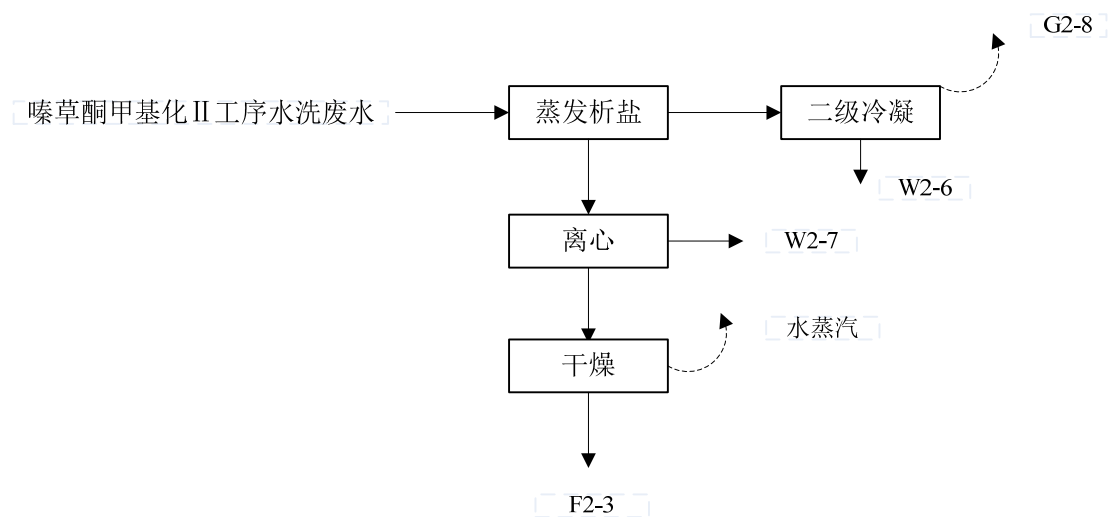 G2-8
嗪草酮甲基化Ⅱ工序水洗废水
蒸发析盐
二级冷凝
W2-6
离心
W2-7
水蒸汽
干燥
F2-3